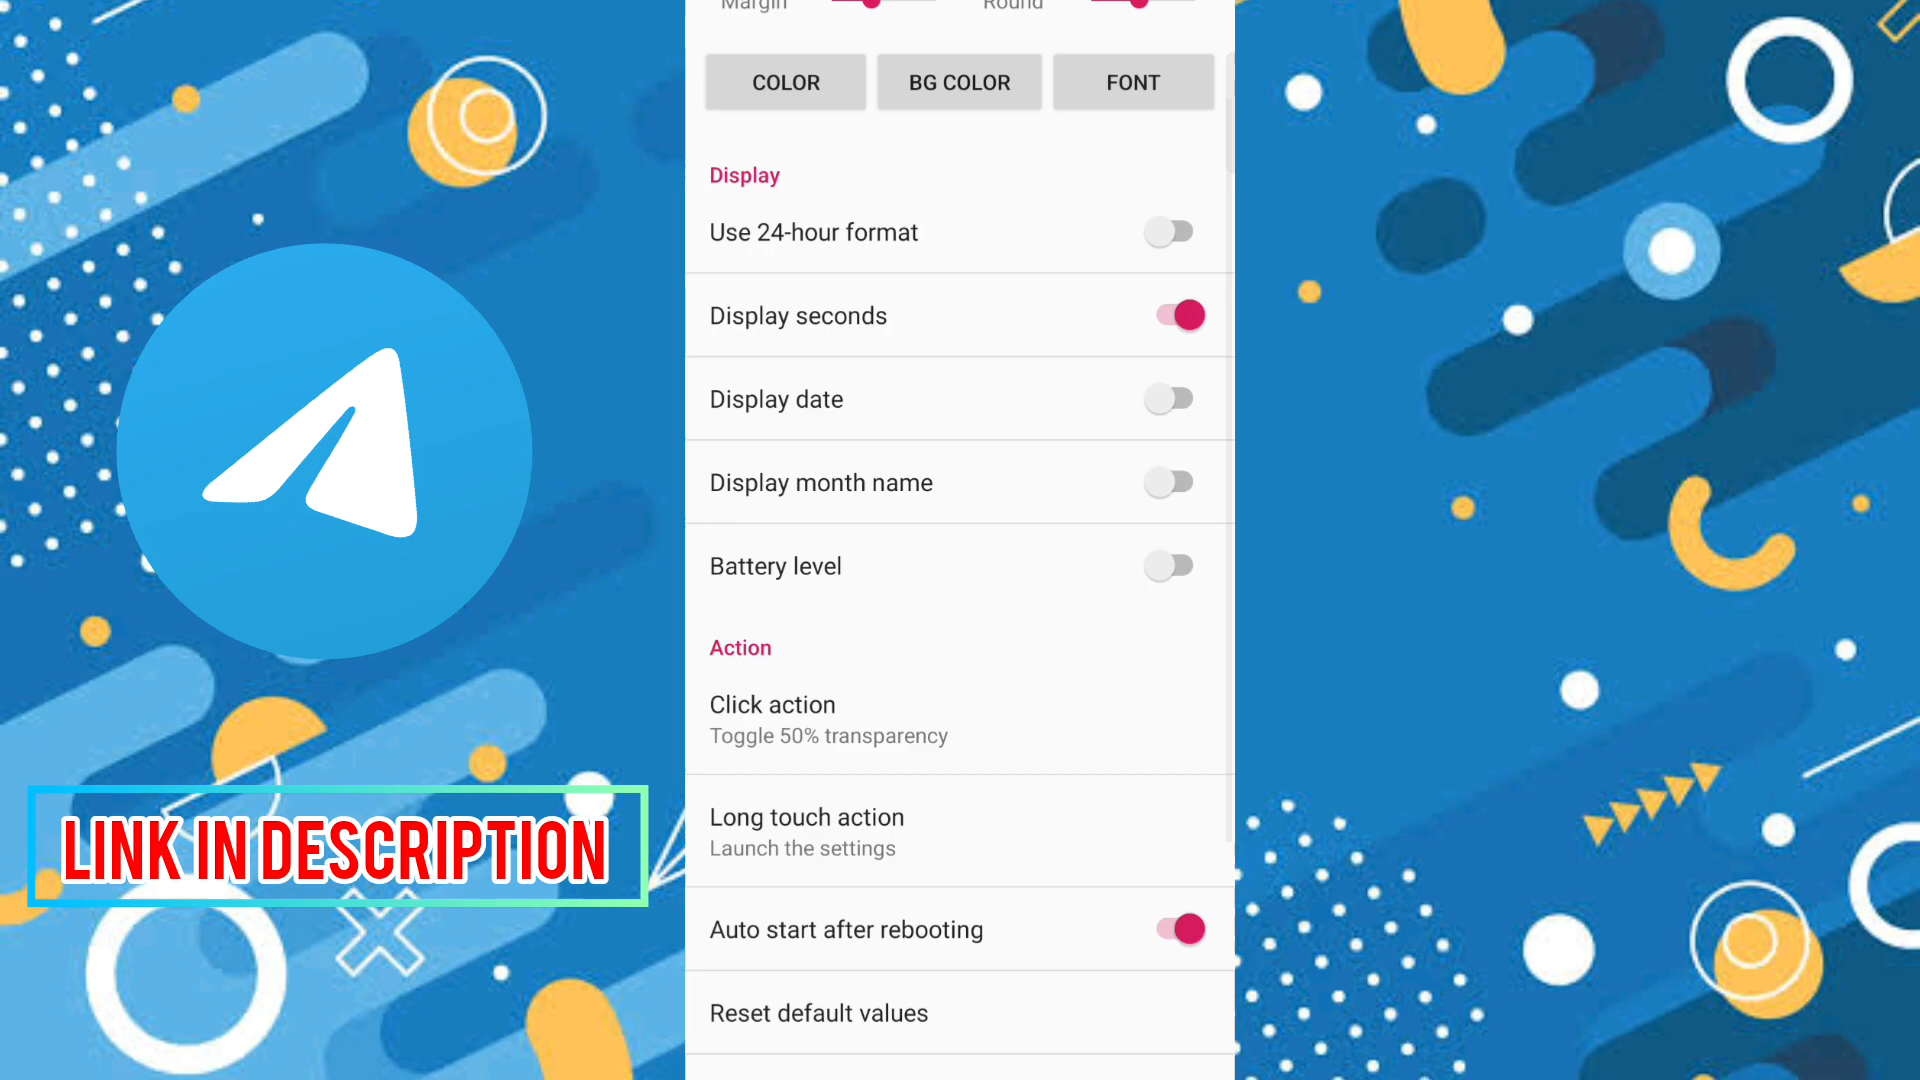 Margin
Round
COLOR
BG COLOR
FONT
Display
Use 24-hour format
Display seconds
Display date
Display month name
Battery level
Action
Click action
Toggle 50% transparency
Long touch action
Launch the settings
Auto start after rebooting
Reset default values
LINK IN DESCRIPTION